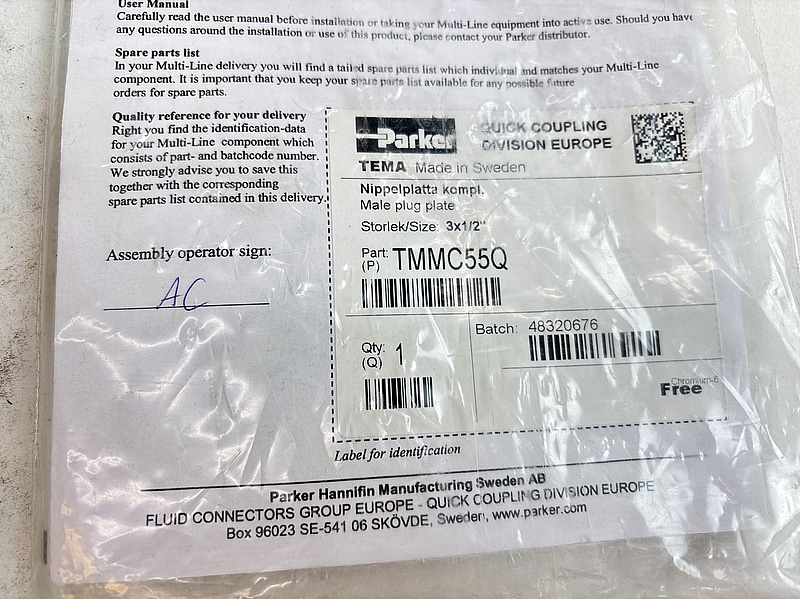 User Manual
Carefully read the user manual before installation or taking your Multi-Line equipment into active use. Should you have
any questions around the installation or use of this product, please contact your Parker distributor.
Spare parts list
In your Multi-Line delivery you will find a tailed spare parts list which individual and matches your Multi-Line
component. It is important that you keep your spare parts list available for any possible future
orders for spare parts.
Quality reference for your delivery
Right you find the identification-data
for your Multi-Line component which
consists of part- and batchcode number.
We strongly advise you to save this
together with the corresponding
spare parts list contained in this delivery.
Assembly operator sign:
AC
Parker
QUICK COUPLING
DIVISION EUROPE
TEMA Made in Sweden
Nippelplatta kompl.
Male plug plate
Storlek/Size: 3x1/2"
Part: TMMC55Q
(P)
Batch: 48320676
Qty: 1
(Q)
Chromium-6
Free
Label for identification
Parker Hannifin Manufacturing Sweden AB
FLUID CONNECTORS GROUP EUROPE - QUICK COUPLING DIVISION EUROPE
Box 96023 SE-541 06 SKÖVDE, Sweden, www.parker.com